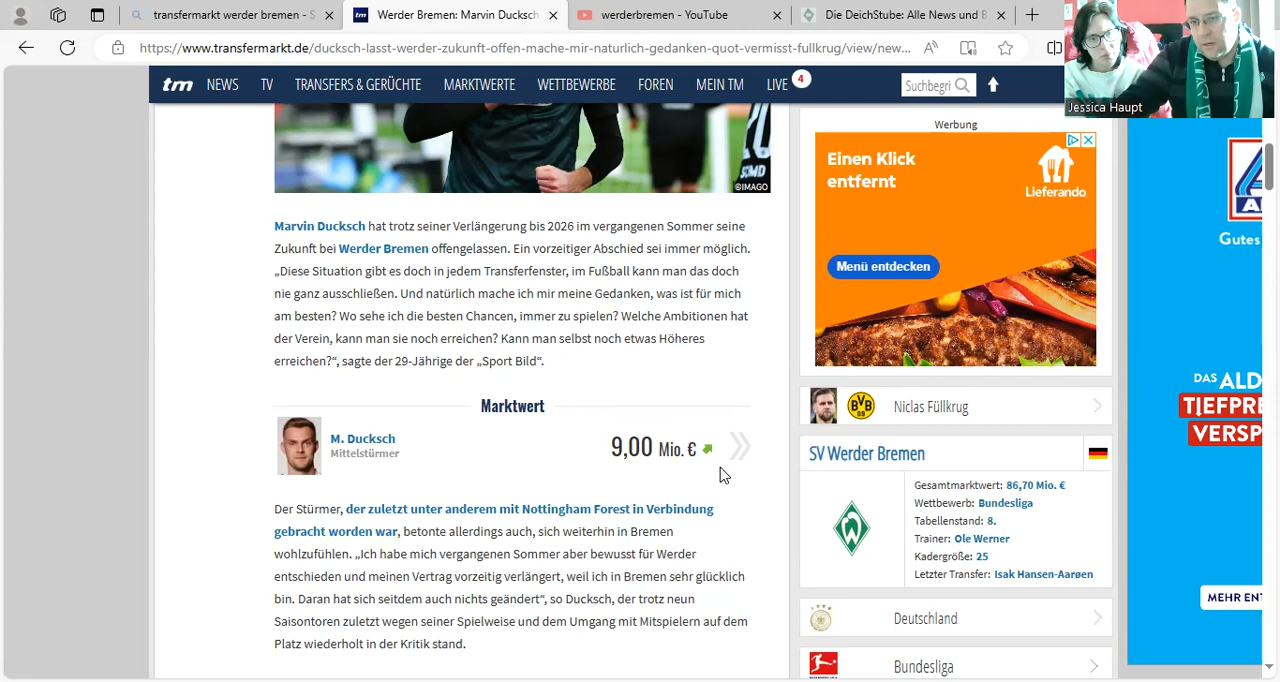 transfermarkt werder bremen - S
Werder Bremen: Marvin Ducksch
werderbremen - YouTube
Die DeichStube: Alle News und B
https://www.transfermarkt.de/ducksch-lasst-werder-zukunft-offen-mache-mir-naturlich-gedanken-quot-vermisst-fullkrug/view/new...
Jessica Haupt
tm NEWS TV TRANSFERS & GERÜCHTE MARKTWERTE WETTBEWERBE FOREN MEIN TM LIVE 4
Suchbegri
©IMAGO
Marvin Ducksch hat trotz seiner Verlängerung bis 2026 im vergangenen Sommer seine
Zukunft bei Werder Bremen offengelassen. Ein vorzeitiger Abschied sei immer möglich.
„Diese Situation gibt es doch in jedem Transferfenster, im Fußball kann man das doch
nie ganz ausschließen. Und natürlich mache ich mir meine Gedanken, was ist für mich
am besten? Wo sehe ich die besten Chancen, immer zu spielen? Welche Ambitionen hat
der Verein, kann man sie noch erreichen? Kann man selbst noch etwas Höheres
erreichen?“, sagte der 29-Jährige der „Sport Bild“.
Marktwert
M. Ducksch
Mittelstürmer
9,00 Mio. €
Der Stürmer, der zuletzt unter anderem mit Nottingham Forest in Verbindung
gebracht worden war, betonte allerdings auch, sich weiterhin in Bremen
wohlzufühlen. „Ich habe mich vergangenen Sommer aber bewusst für Werder
entschieden und meinen Vertrag vorzeitig verlängert, weil ich in Bremen sehr glücklich
bin. Daran hat sich seitdem auch nichts geändert“, so Ducksch, der trotz neun
Saisontoren zuletzt wegen seiner Spielweise und dem Umgang mit Mitspielern auf dem
Platz wiederholt in der Kritik stand.
Werbung
Einen Klick
entfernt
Lieferando
Menü entdecken
BVB
09
Niclas Füllkrug
SV Werder Bremen
Gesamtmarktwert: 86,70 Mio. €
Wettbewerb: Bundesliga
Tabellenstand: 8.
Trainer: Ole Werner
Kadergröße: 25
Letzter Transfer: Isak Hansen-Aarøen
Deutschland
Bundesliga
Gutes
DAS ALD
TIEFPRE
VERSP
MEHR ENT